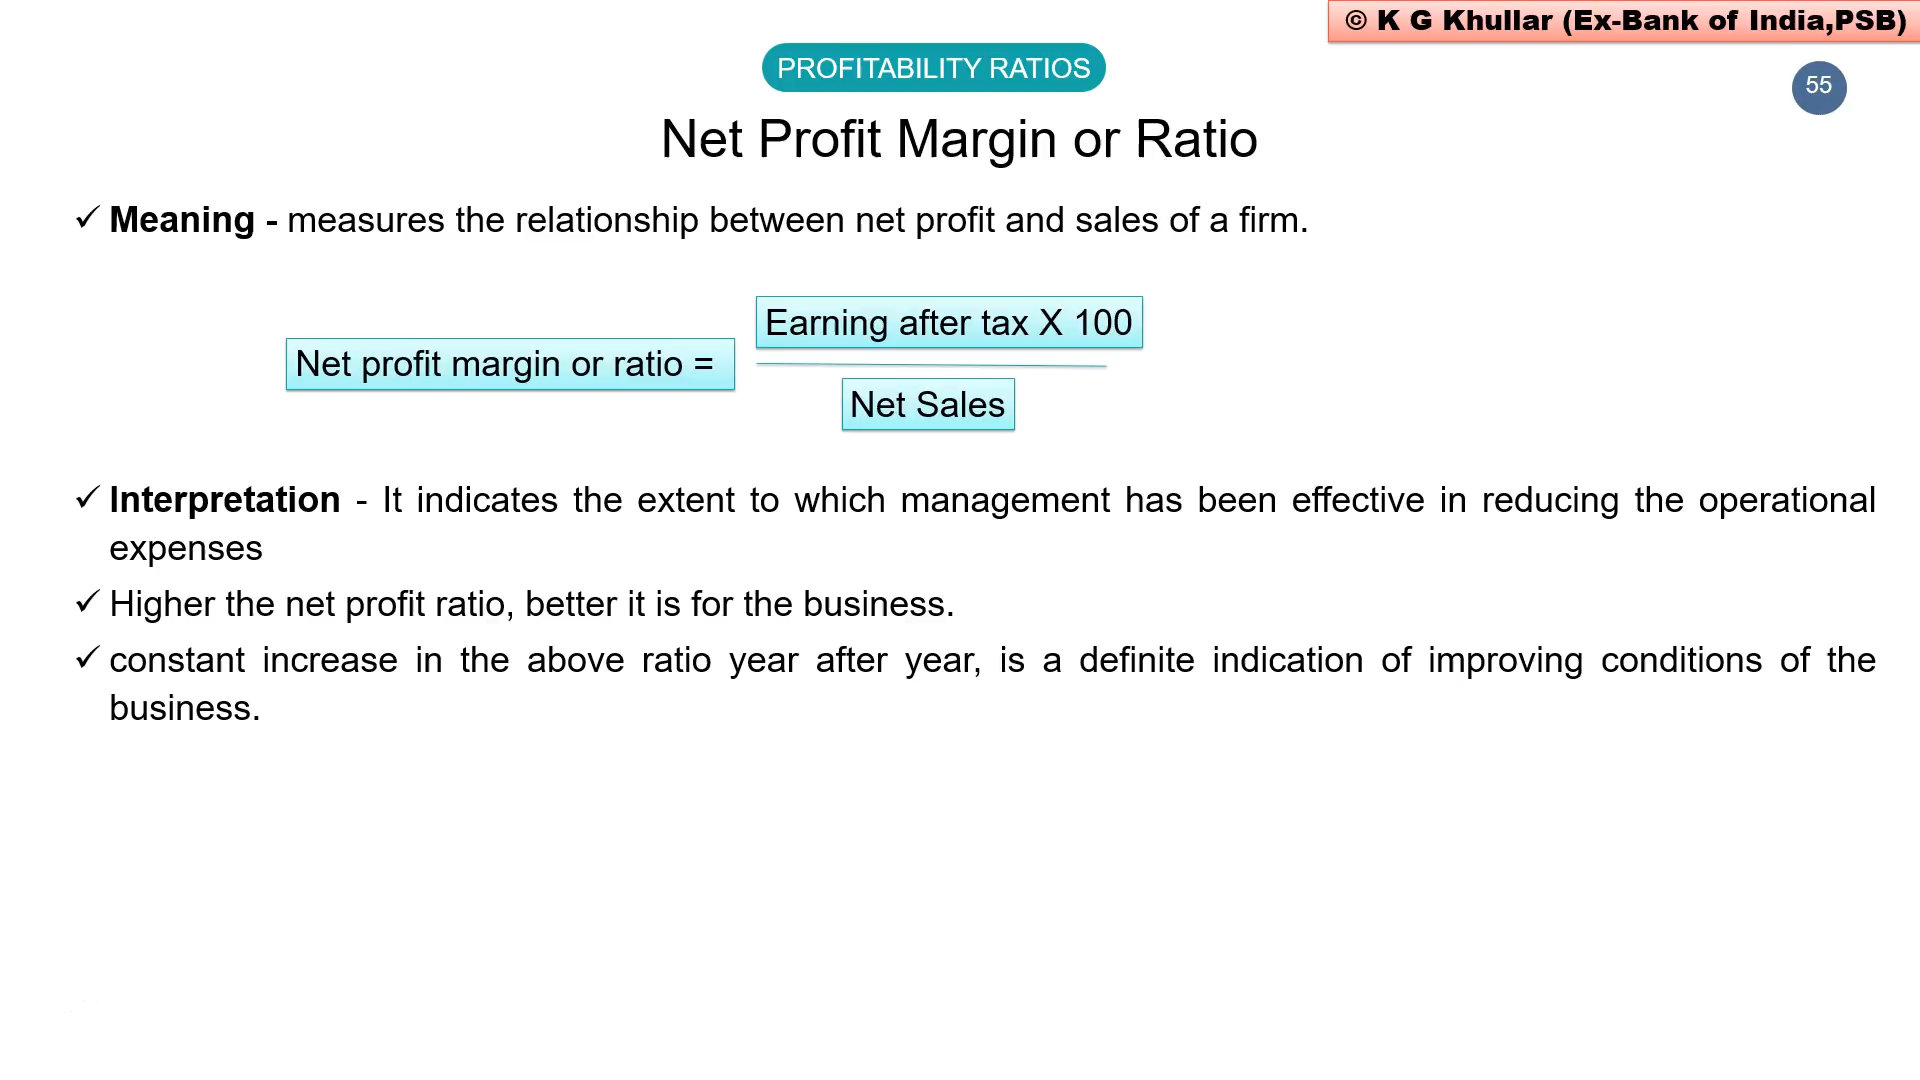 © K G Khullar (Ex-Bank of India,PSB)
PROFITABILITY RATIOS
55
Net Profit Margin or Ratio
✓ Meaning - measures the relationship between net profit and sales of a firm.
Earning after tax X 100
Net profit margin or ratio =
Net Sales
✓ Interpretation - It indicates the extent to which management has been effective in reducing the operational
expenses
✓ Higher the net profit ratio, better it is for the business.
✓ constant increase in the above ratio year after year, is a definite indication of improving conditions of the
business.